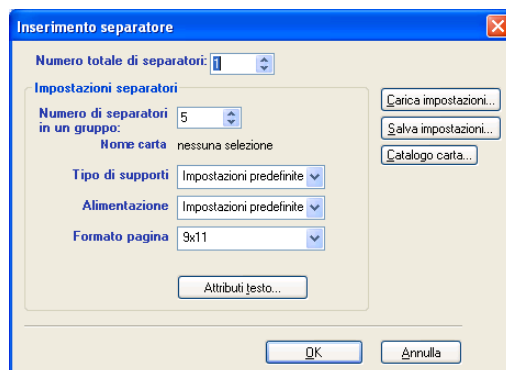 Inserimento separatore
Numero totale di separatori: 1
Impostazioni separatori
Numero di separatori
in un gruppo: 5
Nome carta nessuna selezione
Tipo di supporti Impostazioni predefinite
Alimentazione Impostazioni predefinite
Formato pagina 9x11
Attributi testo...
Carica impostazioni...
Salva impostazioni...
Catalogo carta...
OK Annulla